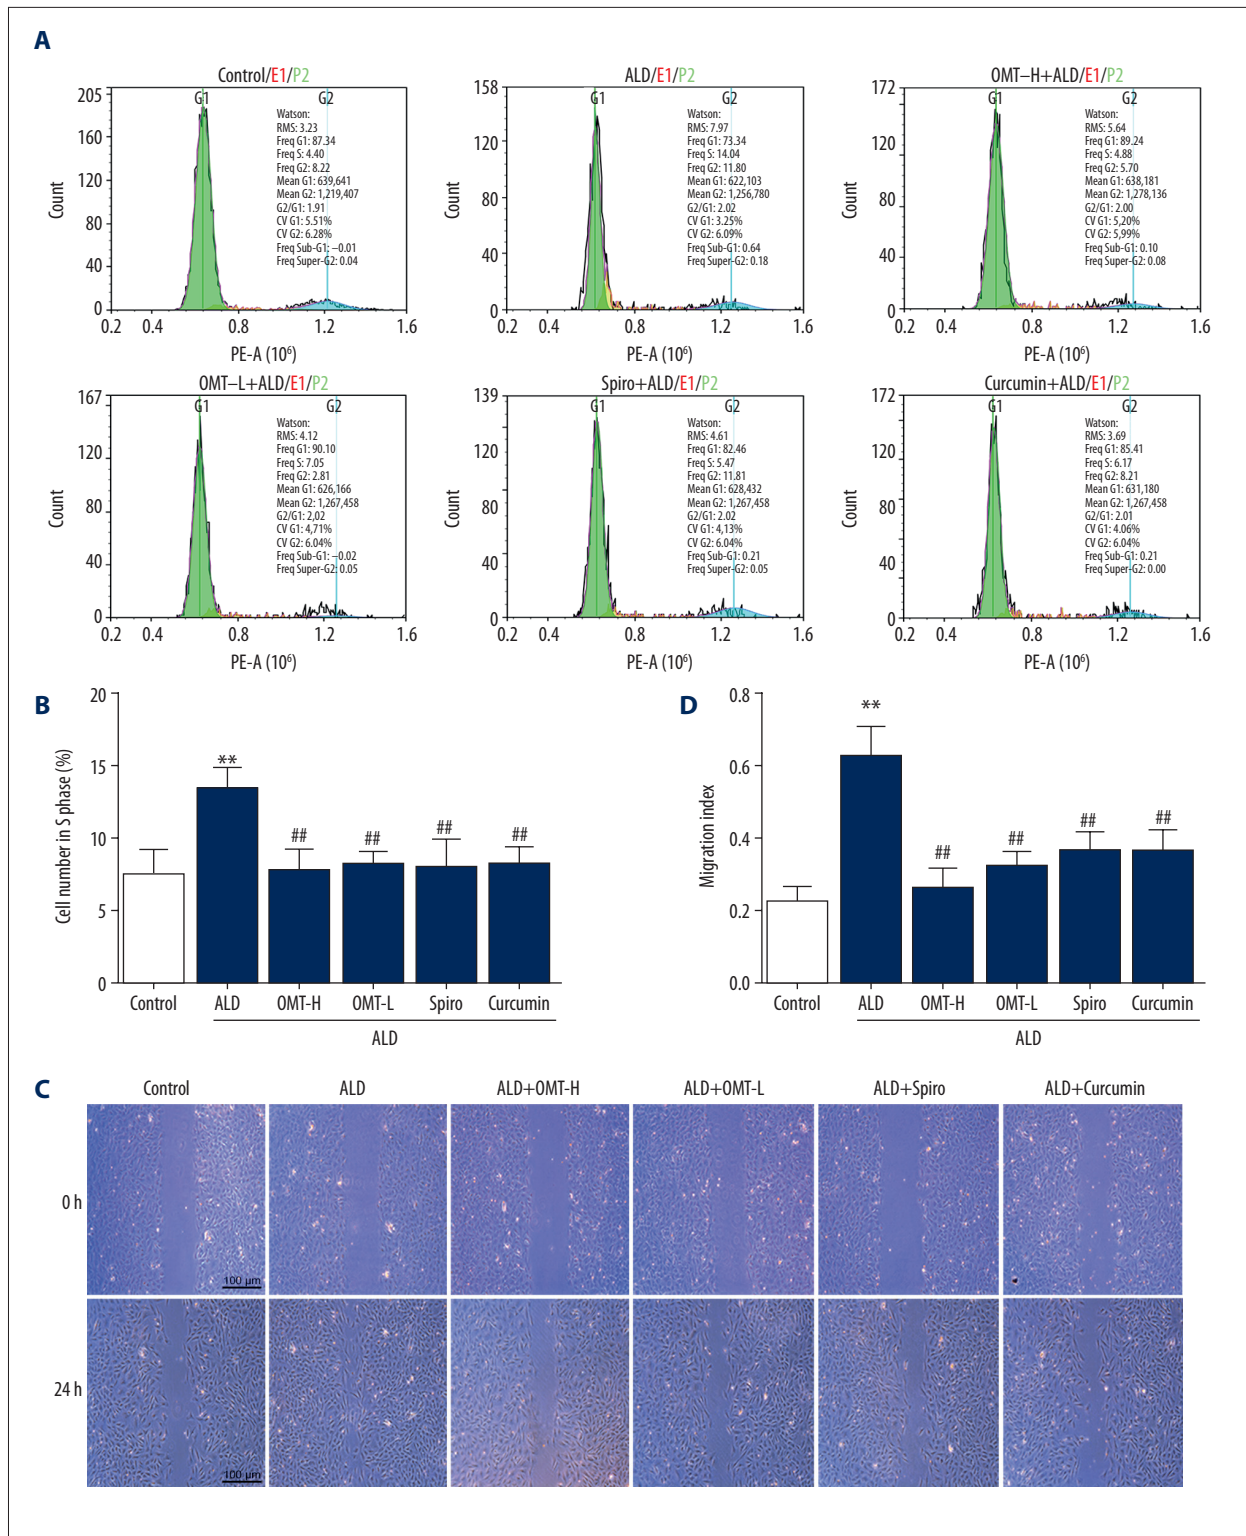 A
Control/E1/P2
205
160
120
80
40
0
Count
G1
G2
Watson:
RMS: 3.23
Freq G1: 87.34
Freq S: 4.40
Freq G2: 8.22
Mean G1: 639,641
Mean G2: 1,219,407
G2/G1: 1.91
CV G1: 5.51%
CV G2: 6.28%
Freq Sub-G1: –0.01
Freq Super-G2: 0.04
0.2 0.4 0.8 1.2 1.6
PE-A (10⁶)
ALD/E1/P2
158
120
80
40
0
Count
G1
G2
Watson:
RMS: 7.97
Freq G1: 73.34
Freq S: 14.04
Freq G2: 11.80
Mean G1: 622,103
Mean G2: 1,256,780
G2/G1: 2.02
CV G1: 3.25%
CV G2: 6.09%
Freq Sub-G1: 0.64
Freq Super-G2: 0.18
0.2 0.4 0.8 1.2 1.6
PE-A (10⁶)
OMT–H+ALD/E1/P2
172
120
80
40
0
Count
G1
G2
Watson:
RMS: 5.64
Freq G1: 89.24
Freq S: 4.88
Freq G2: 5.70
Mean G1: 638,181
Mean G2: 1,278,136
G2/G1: 2.00
CV G1: 5,20%
CV G2: 5,99%
Freq Sub-G1: 0.10
Freq Super-G2: 0.08
0.2 0.4 0.8 1.2 1.6
PE-A (10⁶)
OMT–L+ALD/E1/P2
167
120
80
40
0
Count
G1
G2
Watson:
RMS: 4.12
Freq G1: 90.10
Freq S: 7.05
Freq G2: 2.81
Mean G1: 626,166
Mean G2: 1,267,458
G2/G1: 2,02
CV G1: 4,71%
CV G2: 6.04%
Freq Sub-G1: –0.02
Freq Super-G2: 0.05
0.2 0.4 0.8 1.2 1.6
PE-A (10⁶)
Spiro+ALD/E1/P2
139
120
80
40
0
Count
G1
G2
Watson:
RMS: 4.61
Freq G1: 82.46
Freq S: 5.47
Freq G2: 11.81
Mean G1: 628,432
Mean G2: 1,267,458
G2/G1: 2.02
CV G1: 4,13%
CV G2: 6.04%
Freq Sub-G1: 0.21
Freq Super-G2: 0.05
0.2 0.4 0.8 1.2 1.6
PE-A (10⁶)
Curcumin+ALD/E1/P2
172
120
80
40
0
Count
G1
G2
Watson:
RMS: 3.69
Freq G1: 85.41
Freq S: 6.17
Freq G2: 8.21
Mean G1: 631,180
Mean G2: 1,267,458
G2/G1: 2.01
CV G1: 4.06%
CV G2: 6.04%
Freq Sub-G1: 0.21
Freq Super-G2: 0.00
0.2 0.4 0.8 1.2 1.6
PE-A (10⁶)
B
20
15
10
5
0
Cell number in S phase (%)
**
## ## ## ##
Control ALD OMT-H OMT-L Spiro Curcumin
ALD
D
0.8
0.6
0.4
0.2
0.0
Migration index
**
## ## ## ##
Control ALD OMT-H OMT-L Spiro Curcumin
ALD
C
Control ALD ALD+OMT-H ALD+OMT-L ALD+Spiro ALD+Curcumin
0 h
100 µm
24 h
100 µm